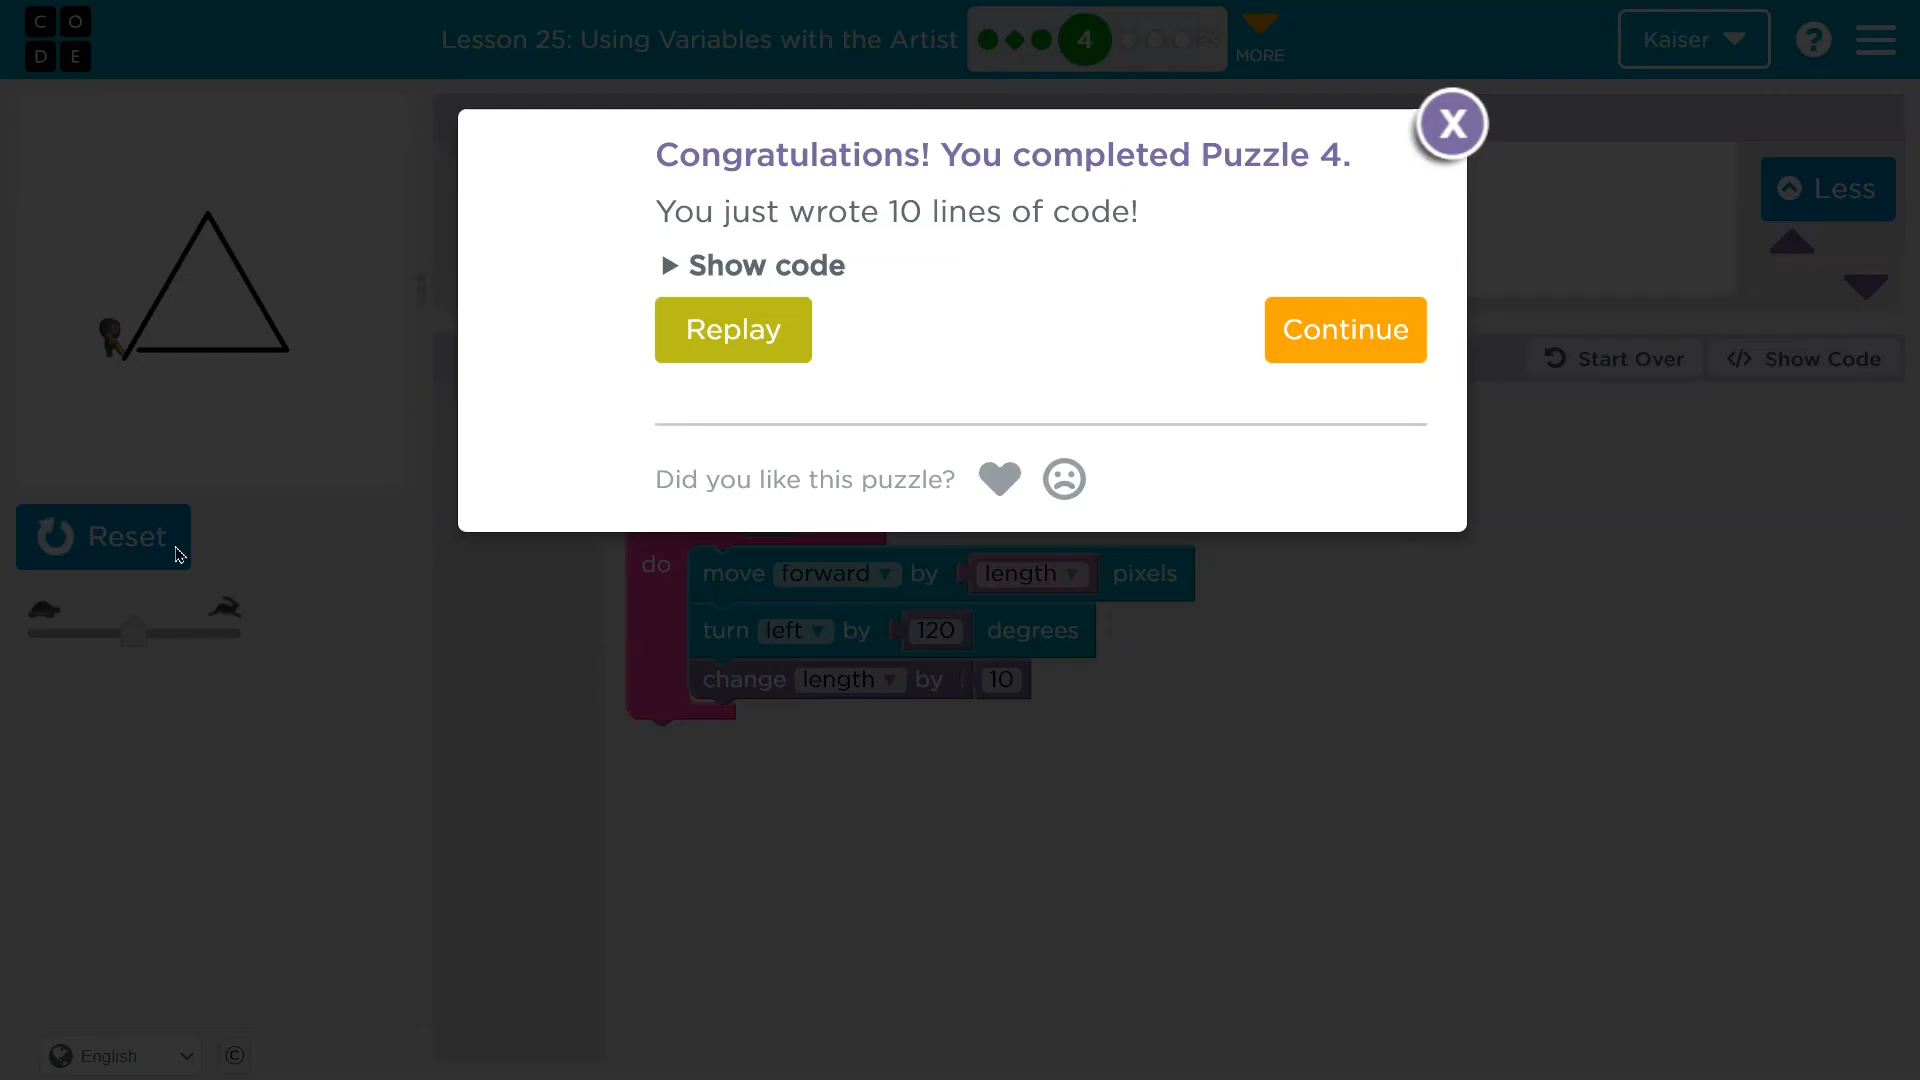 C O
D E
Lesson 25: Using Variables with the Artist
4
MORE
Kaiser
?
X
Congratulations! You completed Puzzle 4.
You just wrote 10 lines of code!
Show code
Replay
Continue
Did you like this puzzle?
Less
Start Over
</> Show Code
Reset
do
move forward by length pixels
turn left by 120 degrees
change length by 10
English
©